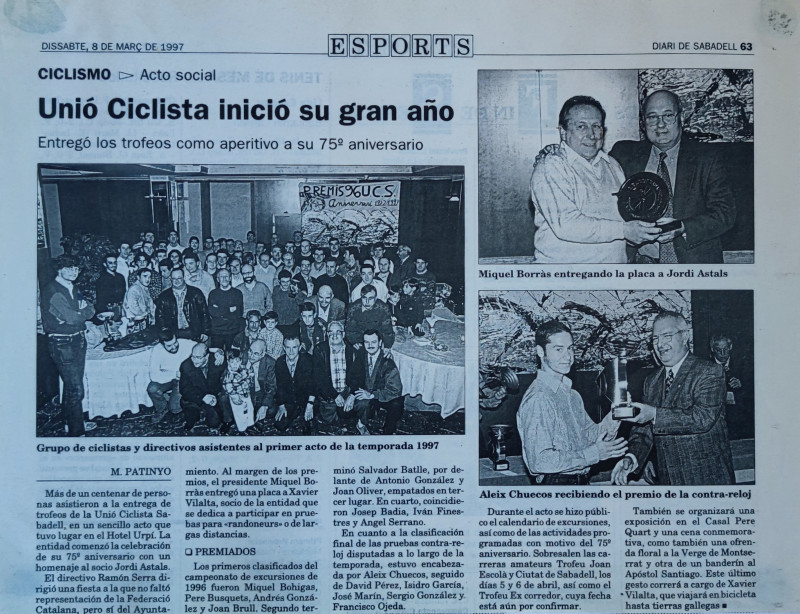 DISSABTE, 8 DE MARÇ DE 1997
ESPORTS
DIARI DE SABADELL 63
CICLISMO ▷ Acto social
Unió Ciclista inició su gran año
Entregó los trofeos como aperitivo a su 75º aniversario
PREMIS 96 U.C.S.
Miquel Borràs entregando la placa a Jordi Astals
Grupo de ciclistas y directivos asistentes al primer acto de la temporada 1997
Aleix Chuecos recibiendo el premio de la contra-reloj
M. PATINYO
Más de un centenar de perso-
nas asistieron a la entrega de
trofeos de la Unió Ciclista Sa-
badell, en un sencillo acto que
tuvo lugar en el Hotel Urpí. La
entidad comenzó la celebración
de su 75º aniversario con un
homenaje al socio Jordi Astals.
El directivo Ramón Serra di-
rigió una fiesta a la que no faltó
representación de la Federació
Catalana, pero sí del Ayunta-
miento. Al margen de los pre-
mios, el presidente Miquel Bo-
rràs entregó una placa a Xavier
Vilalta, socio de la entidad que
se dedica a participar en prue-
bas para «randoneurs» o de lar-
gas distancias.
❏ PREMIADOS
Los primeros clasificados del
campeonato de excursiones de
1996 fueron Miquel Bohigas,
Pere Busqueta, Andrés Gonzá-
lez y Joan Brull. Segundo ter-
minó Salvador Batlle, por de-
lante de Antonio González y
Joan Oliver, empatados en ter-
cer lugar. En cuarto, coincidie-
ron Josep Badia, Iván Fines-
tres y Angel Serrano.
En cuanto a la clasificación
final de las pruebas contra-re-
loj disputadas a lo largo de la
temporada, estuvo encabeza-
da por Aleix Chuecos, seguido
de David Pérez, Isidro García,
José Marín, Sergio González y
Francisco Ojeda.
Durante el acto se hizo públi-
co el calendario de excursiones,
así como de las actividades pro-
gramadas con motivo del 75º
aniversario. Sobresalen las ca-
rreras amateurs Trofeu Joan
Escolà y Ciutat de Sabadell, los
días 5 y 6 de abril, así como el
Trofeu Ex corredor, cuya fecha
está aún por confirmar.
También se organizará una
exposición en el Casal Pere
Quart y una cena conmemora-
tiva, como también una ofren-
da floral a la Verge de Montse-
rrat y otra de un banderín al
Apóstol Santiago. Este último
gesto correrá a cargo de Xavier
Vilalta, que viajará en bicicleta
hasta tierras gallegas ■